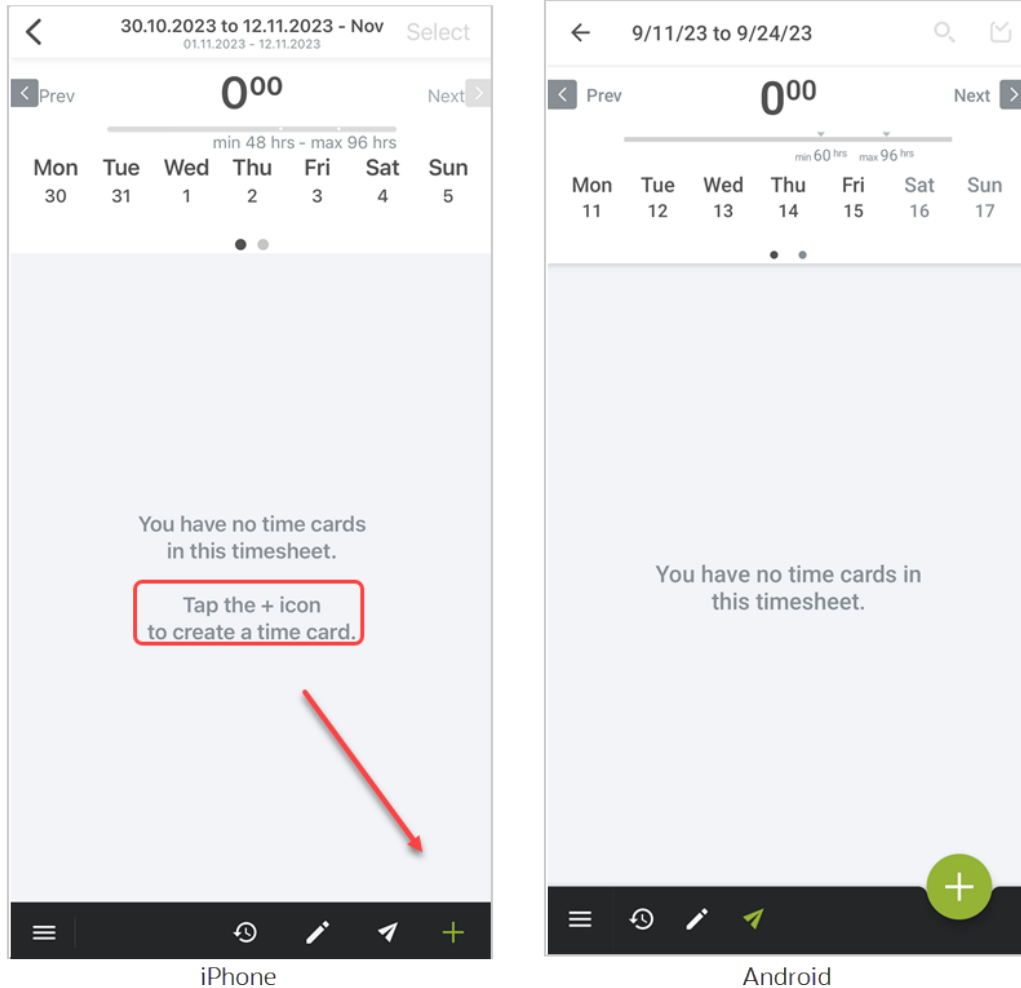 30.10.2023 to 12.11.2023 - Nov
Select
01.11.2023 - 12.11.2023
Prev
000
Next
min 48 hrs - max 96 hrs
Mon Tue Wed Thu Fri Sat Sun
30 31 1 2 3 4 5
You have no time cards
in this timesheet.
Tap the + icon
to create a time card.
iPhone
9/11/23 to 9/24/23
Prev
000
Next
min 60 hrs max 96 hrs
Mon Tue Wed Thu Fri Sat Sun
11 12 13 14 15 16 17
You have no time cards in
this timesheet.
Android